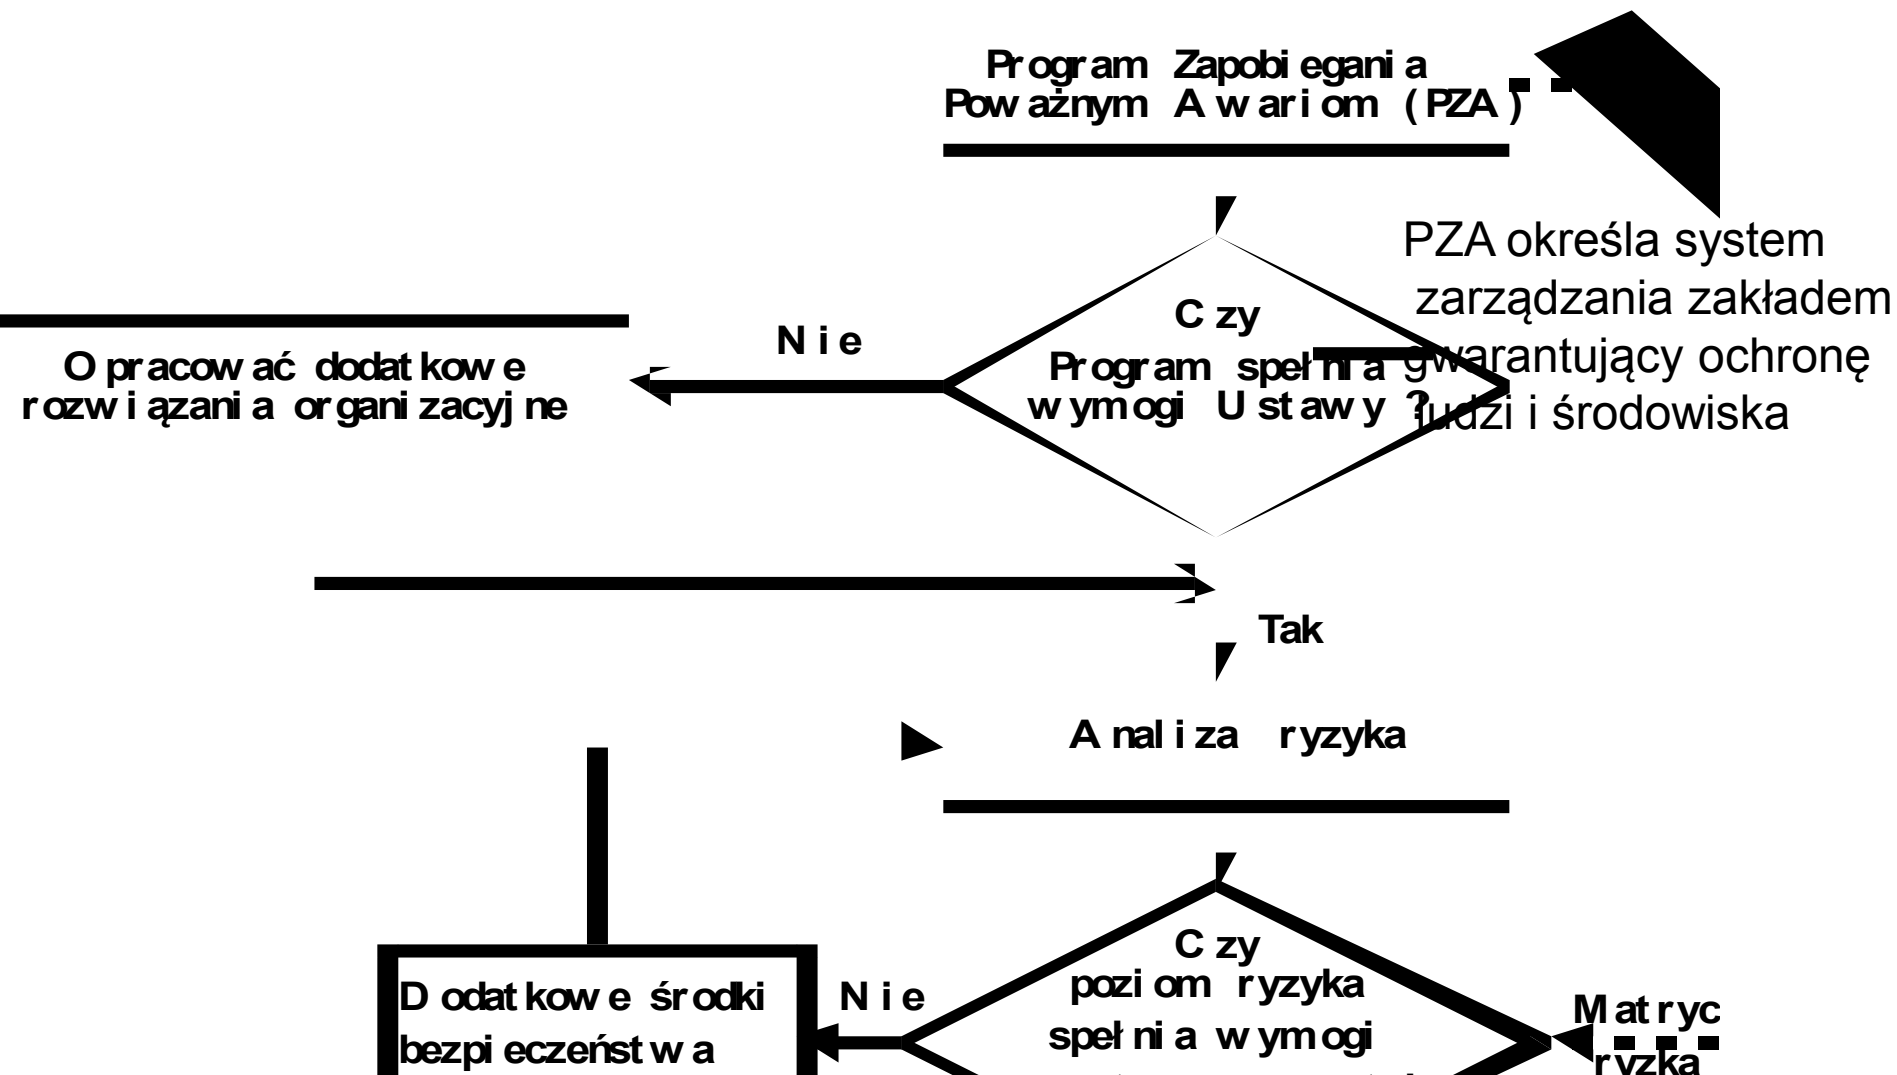 Program Zapobiegania
Poważnym Awariom (PZA)
PZA określa system
zarządzania zakładem
gwarantujący ochronę
ludzi i środowiska
Czy
Program spełnia
wymogi Ustawy ?
Nie
Opracować dodatkowe
rozwiązania organizacyjne
Tak
Analiza ryzyka
Czy
poziom ryzyka
spełnia wymogi
Nie
Dodatkowe środki
bezpieczeństwa
Matryc
ryzka